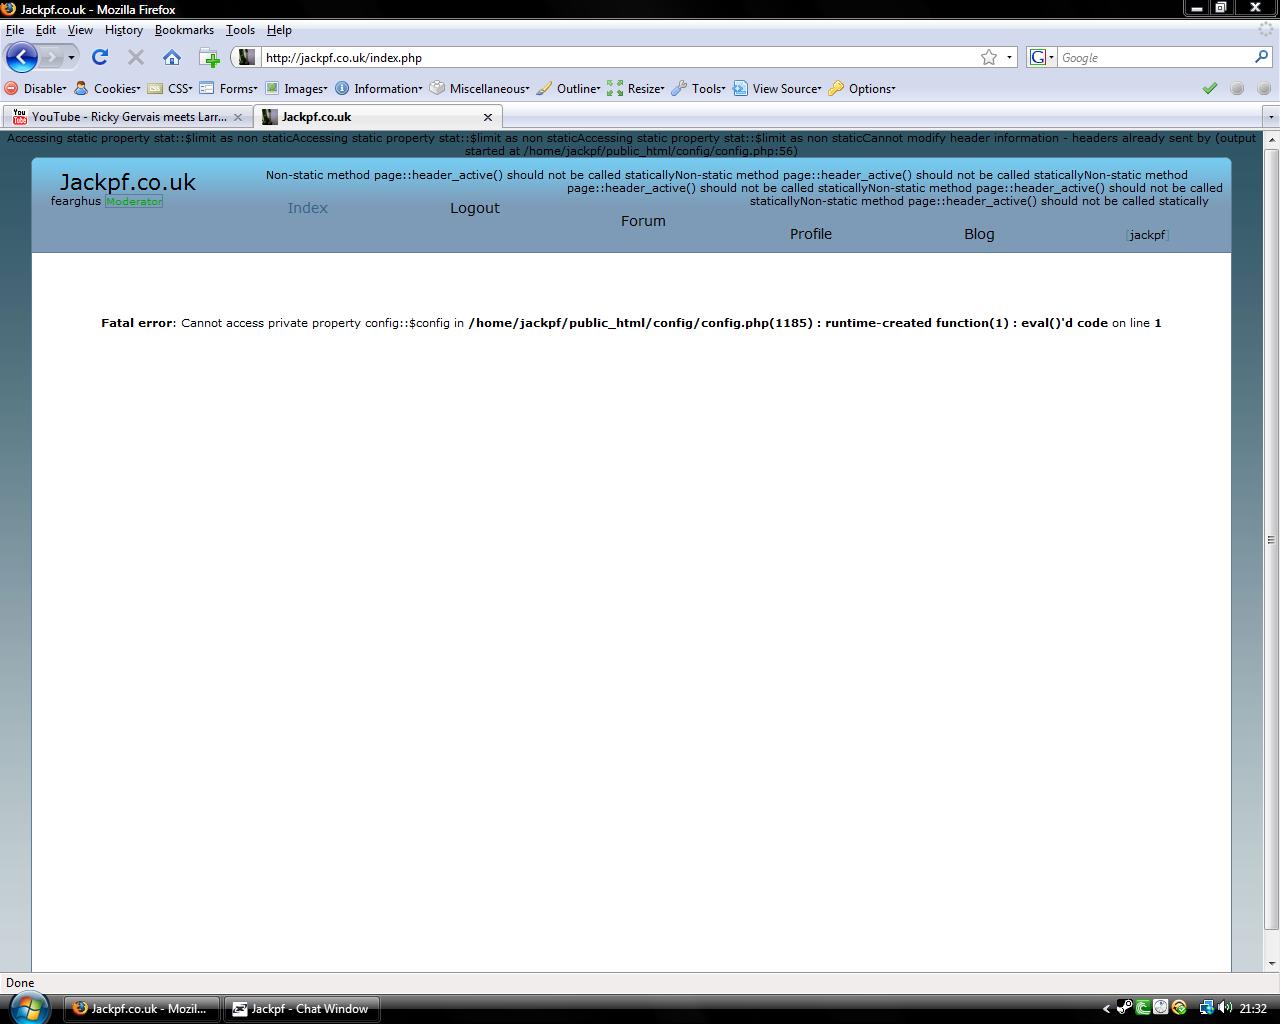 Jackpf.co.uk - Mozilla Firefox
File Edit View History Bookmarks Tools Help
http://jackpf.co.uk/index.php
Google
Disable Cookies CSS Forms Images Information Miscellaneous Outline Resize Tools View Source Options
YouTube - Ricky Gervais meets Larr...
Jackpf.co.uk
Accessing static property stat::$limit as non staticAccessing static property stat::$limit as non staticAccessing static property stat::$limit as non staticCannot modify header information - headers already sent by (output
started at /home/jackpf/public_html/config/config.php:56)
Jackpf.co.uk
fearghus Moderator
Non-static method page::header_active() should not be called staticallyNon-static method page::header_active() should not be called staticallyNon-static method
page::header_active() should not be called staticallyNon-static method page::header_active() should not be called
staticallyNon-static method page::header_active() should not be called statically
Index
Logout
Forum
Profile
Blog
[jackpf]
Fatal error: Cannot access private property config::$config in /home/jackpf/public_html/config/config.php(1185) : runtime-created function(1) : eval()'d code on line 1
Done
Jackpf.co.uk - Mozil...
Jackpf - Chat Window
21:32